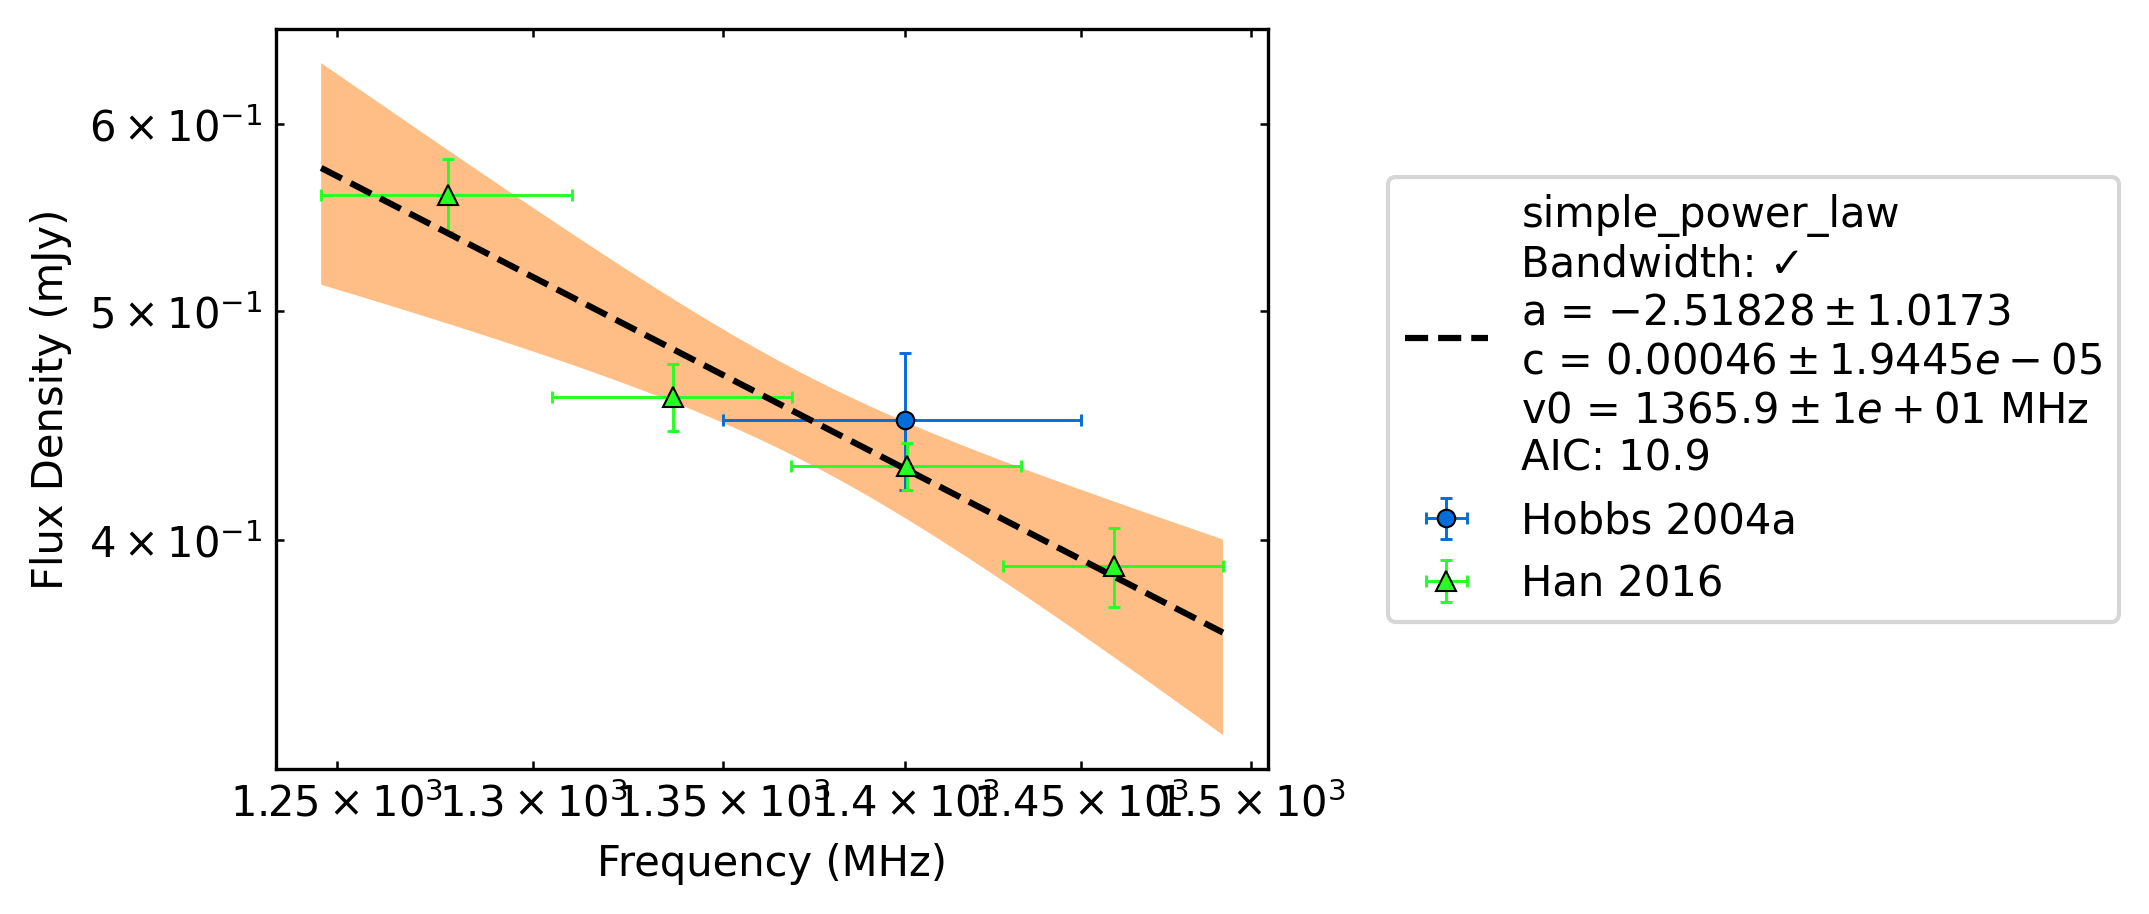 6 × 10⁻¹
5 × 10⁻¹
4 × 10⁻¹
Flux Density (mJy)
1.25 × 10³
1.3 × 10³
1.35 × 10³
1.4 × 10³
1.45 × 10³
1.5 × 10³
Frequency (MHz)
simple_power_law
Bandwidth: ✓
a = −2.51828 ± 1.0173
c = 0.00046 ± 1.9445e − 05
v0 = 1365.9 ± 1e + 01 MHz
AIC: 10.9
Hobbs 2004a
Han 2016